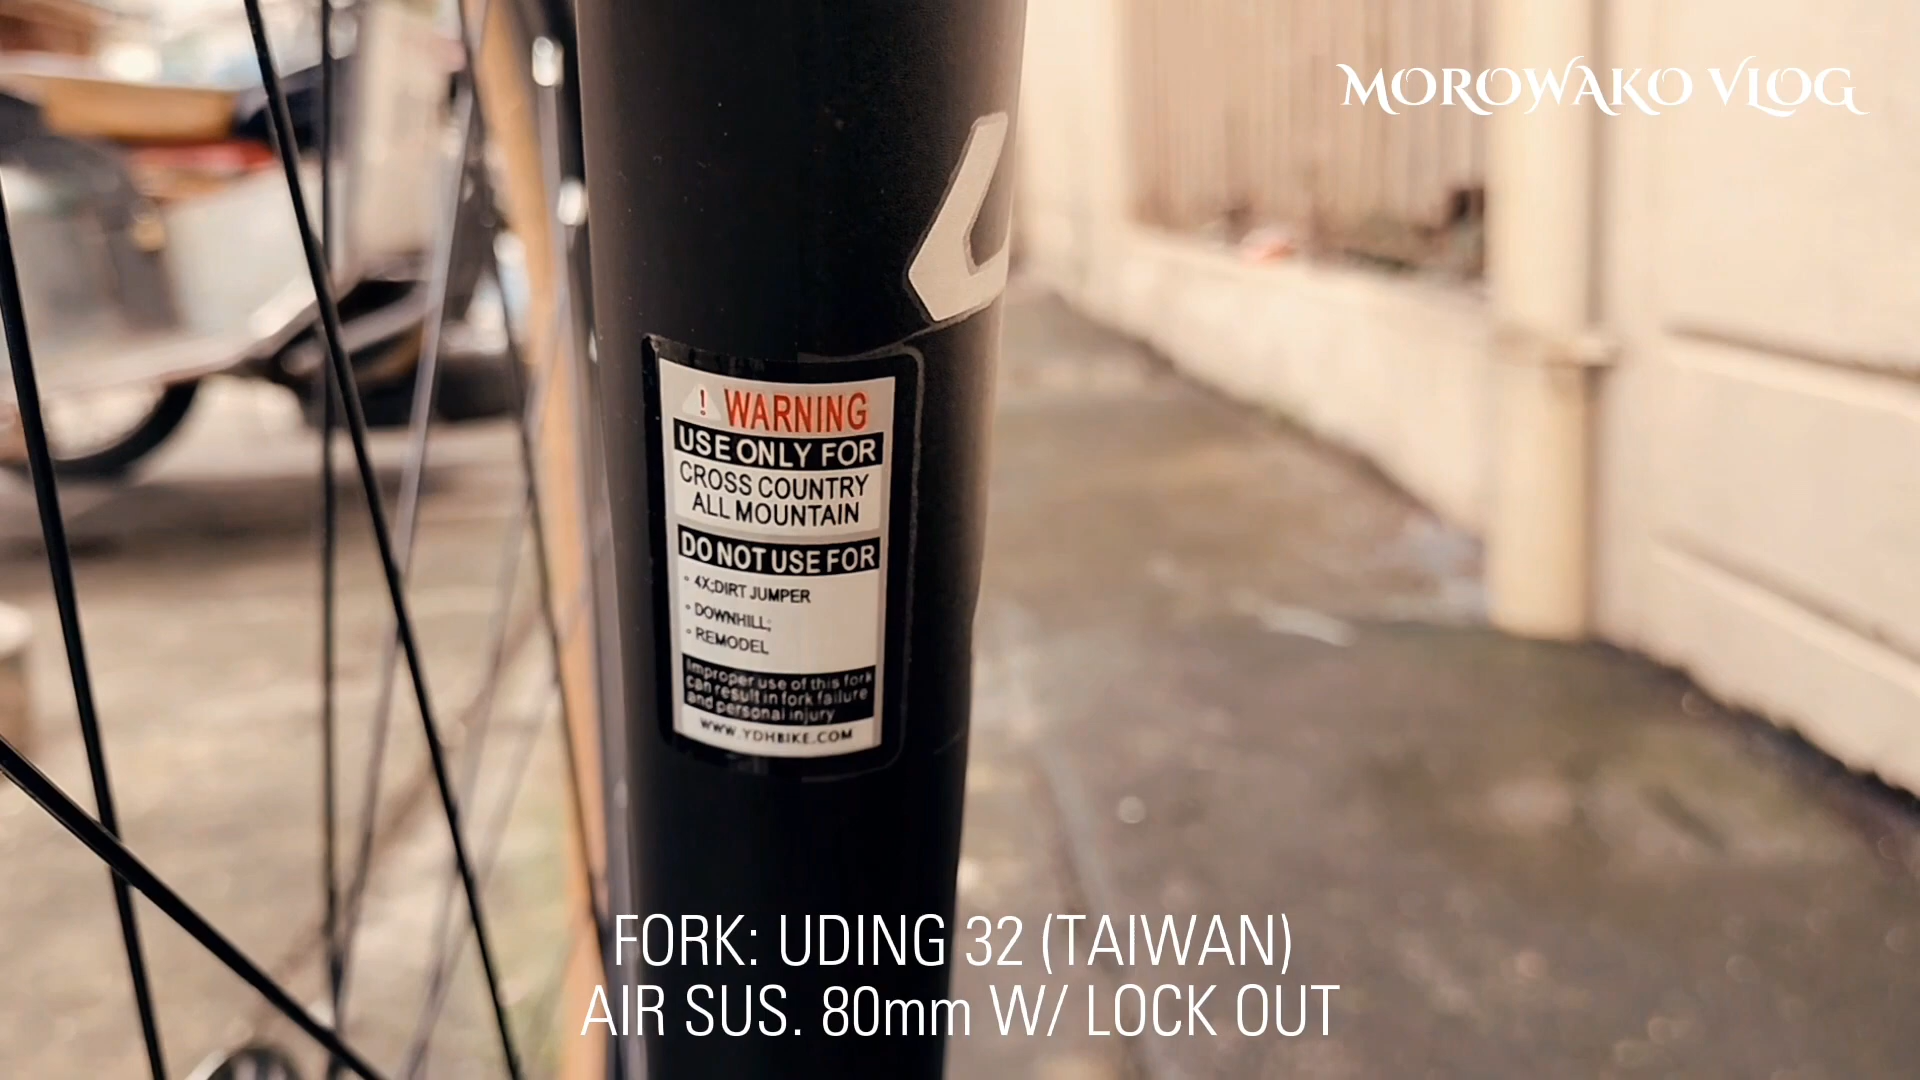 MOROWAKO VLOG
! WARNING
USE ONLY FOR
CROSS COUNTRY
ALL MOUNTAIN
DO NOT USE FOR
◦ 4X;DIRT JUMPER
◦ DOWNHILL;
◦ REMODEL
Improper use of this fork
can result in fork failure
and personal injury
WWW.YDHBIKE.COM
FORK: UDING 32 (TAIWAN)
AIR SUS. 80mm W/ LOCK OUT